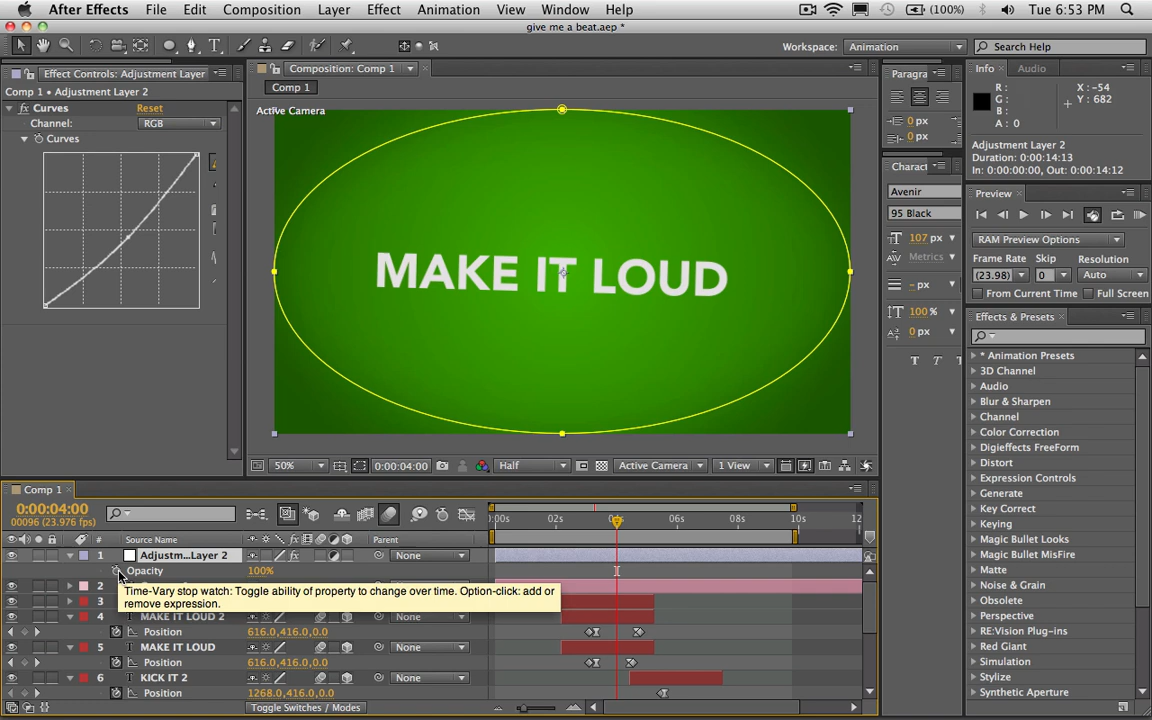 After Effects File Edit Composition Layer Effect Animation View Window Help (100%) Tue 6:53 PM
give me a beat.aep *
Workspace: Animation Search Help
Effect Controls: Adjustment Layer
Comp 1 • Adjustment Layer 2
fx Curves Reset
Channel: RGB
Curves
Composition: Comp 1
Comp 1
Active Camera
MAKE IT LOUD
50% 0:00:04:00 Half Active Camera 1 View
Paragra
0 px
0 px
Charact
Avenir
95 Black
107 px
Metrics
- px
100 %
0 px
T T
Info Audio
R :
G :
B :
A : 0
X : -54
Y : 682
Adjustment Layer 2
Duration: 0:00:14:13
In: 0:00:00:00, Out: 0:00:14:12
Preview
RAM Preview Options
Frame Rate Skip Resolution
(23.98) 0 Auto
From Current Time Full Screen
Effects & Presets
* Animation Presets
3D Channel
Audio
Blur & Sharpen
Channel
Color Correction
Digieffects FreeForm
Distort
Expression Controls
Generate
Key Correct
Keying
Magic Bullet Looks
Magic Bullet MisFire
Matte
Noise & Grain
Obsolete
Perspective
RE:Vision Plug-ins
Red Giant
Simulation
Stylize
Synthetic Aperture
Comp 1
0:00:04:00
00096 (23.976 fps)
:00s 02s 04s 06s 08s 10s 12
# Source Name Parent
1 Adjustm...Layer 2 None
Opacity 100%
2
Time-Vary stop watch: Toggle ability of property to change over time. Option-click: add or
remove expression.
3
4 MAKE IT LOUD 2 None
Position 616.0,416.0,0.0
5 T MAKE IT LOUD None
Position 616.0,416.0,0.0
6 T KICK IT 2 None
Position 1268.0,416.0,0.0
Toggle Switches / Modes